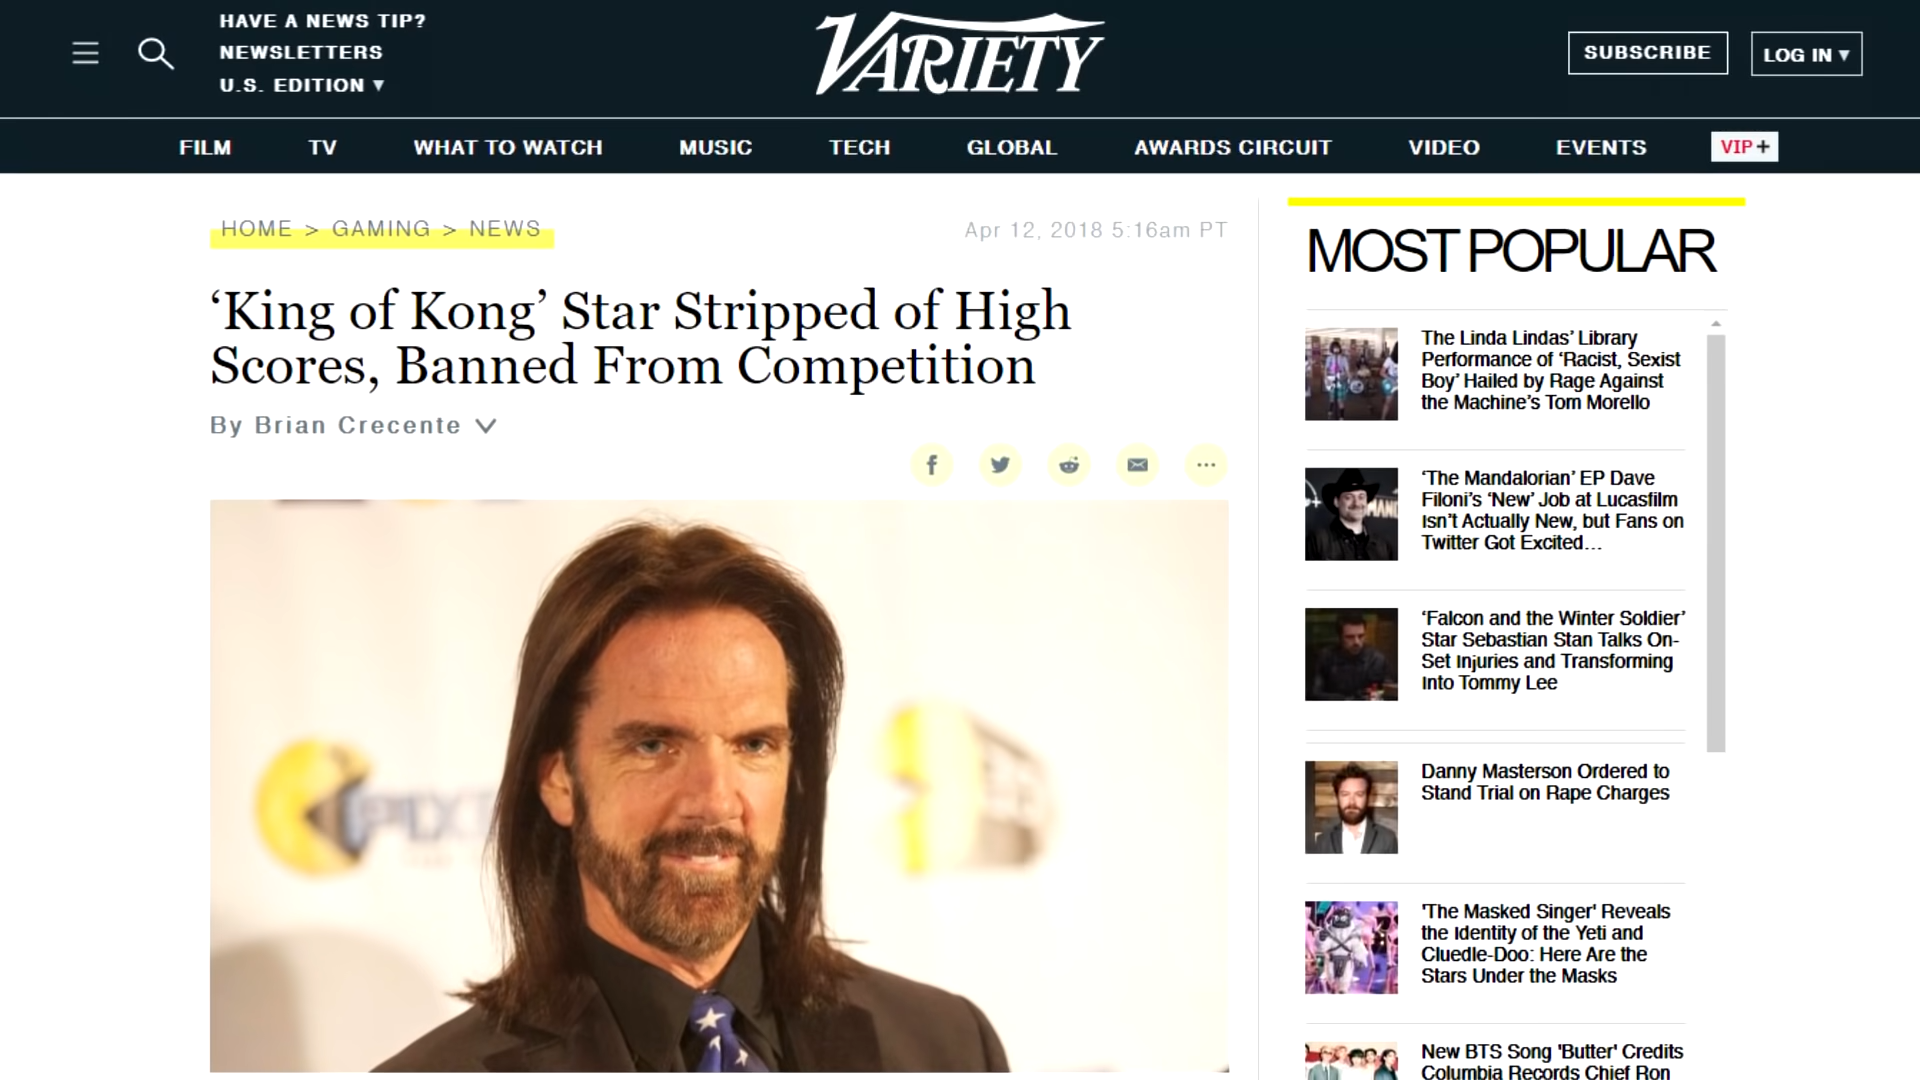 HAVE A NEWS TIP?
NEWSLETTERS
U.S. EDITION ▼
VARIETY
SUBSCRIBE
LOG IN ▼
FILM TV WHAT TO WATCH MUSIC TECH GLOBAL AWARDS CIRCUIT VIDEO EVENTS VIP+
HOME > GAMING > NEWS
Apr 12, 2018 5:16am PT
‘King of Kong’ Star Stripped of High
Scores, Banned From Competition
By Brian Crecente
MOST POPULAR
The Linda Lindas’ Library
Performance of ‘Racist, Sexist
Boy’ Hailed by Rage Against
the Machine’s Tom Morello
‘The Mandalorian’ EP Dave
Filoni’s ‘New’ Job at Lucasfilm
Isn’t Actually New, but Fans on
Twitter Got Excited…
‘Falcon and the Winter Soldier’
Star Sebastian Stan Talks On-
Set Injuries and Transforming
Into Tommy Lee
Danny Masterson Ordered to
Stand Trial on Rape Charges
'The Masked Singer' Reveals
the Identity of the Yeti and
Cluedle-Doo: Here Are the
Stars Under the Masks
New BTS Song 'Butter' Credits
Columbia Records Chief Ron